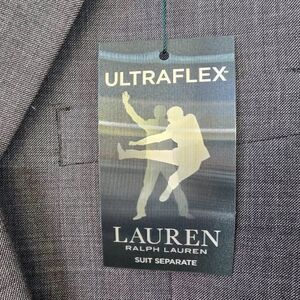 ULTRAFLEX
LAUREN
RALPH LAUREN
SUIT SEPARATE